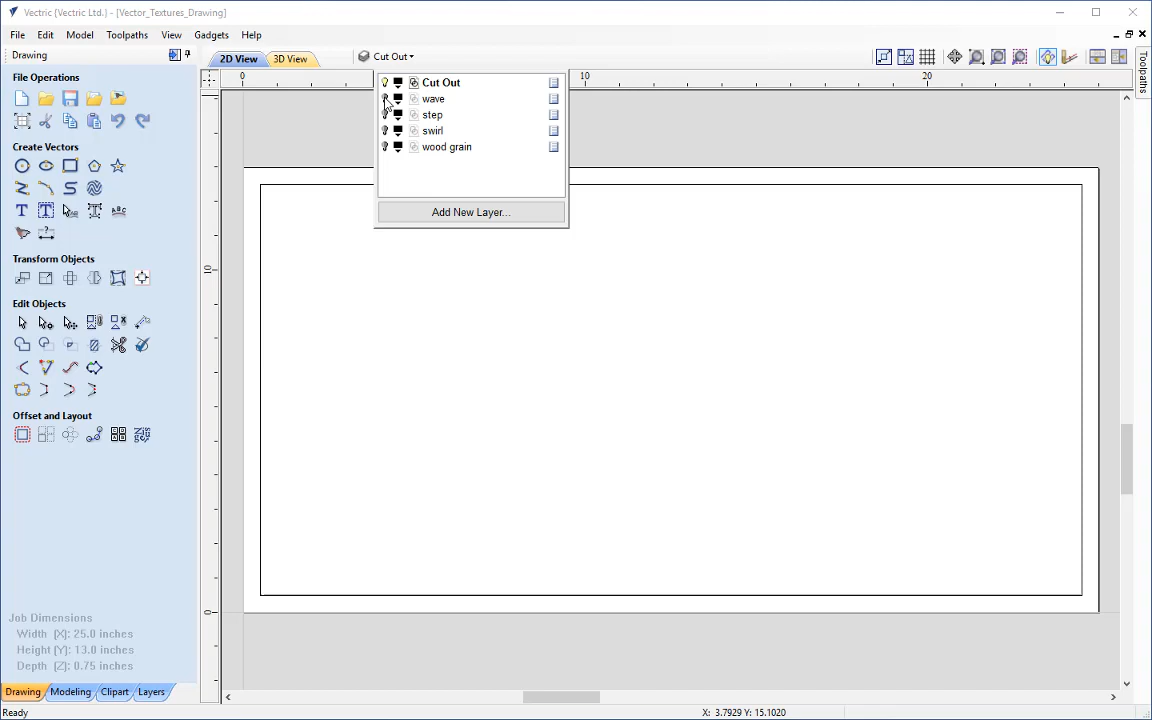 Vectric {Vectric Ltd.} - [Vector_Textures_Drawing]
File Edit Model Toolpaths View Gadgets Help
Drawing
2D View
3D View
Cut Out
Toolpaths
File Operations
Create Vectors
Transform Objects
Edit Objects
Offset and Layout
0
10
20
10
0
Cut Out
wave
step
swirl
wood grain
Add New Layer...
Job Dimensions
Width (X): 25.0 inches
Height (Y): 13.0 inches
Depth (Z): 0.75 inches
Drawing Modeling Clipart Layers
Ready
X: 3.7929 Y: 15.1020